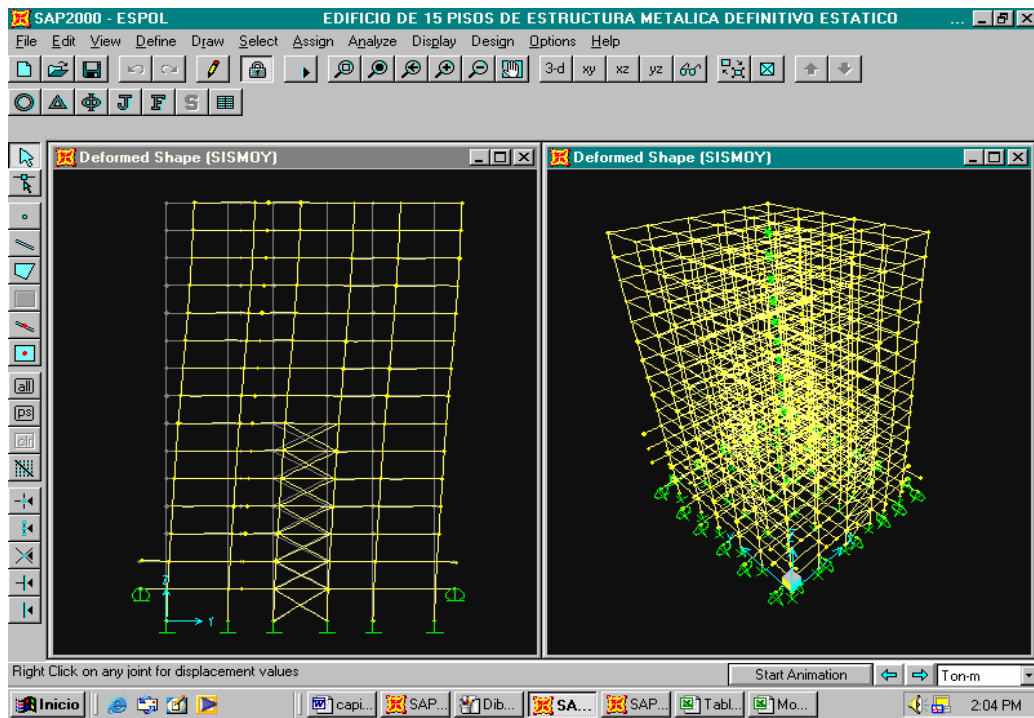 SAP2000 - ESPOL EDIFICIO DE 15 PISOS DE ESTRUCTURA METALICA DEFINITIVO ESTATICO ...
File Edit View Define Draw Select Assign Analyze Display Design Options Help
3-d xy xz yz
J F S
Deformed Shape (SISMOY)
Deformed Shape (SISMOY)
all
ps
clr
Z
Y
Right Click on any joint for displacement values
Start Animation
Ton-m
Inicio capi... SAP... Dib... SA... SAP... Tabl... Mo... 2:04 PM